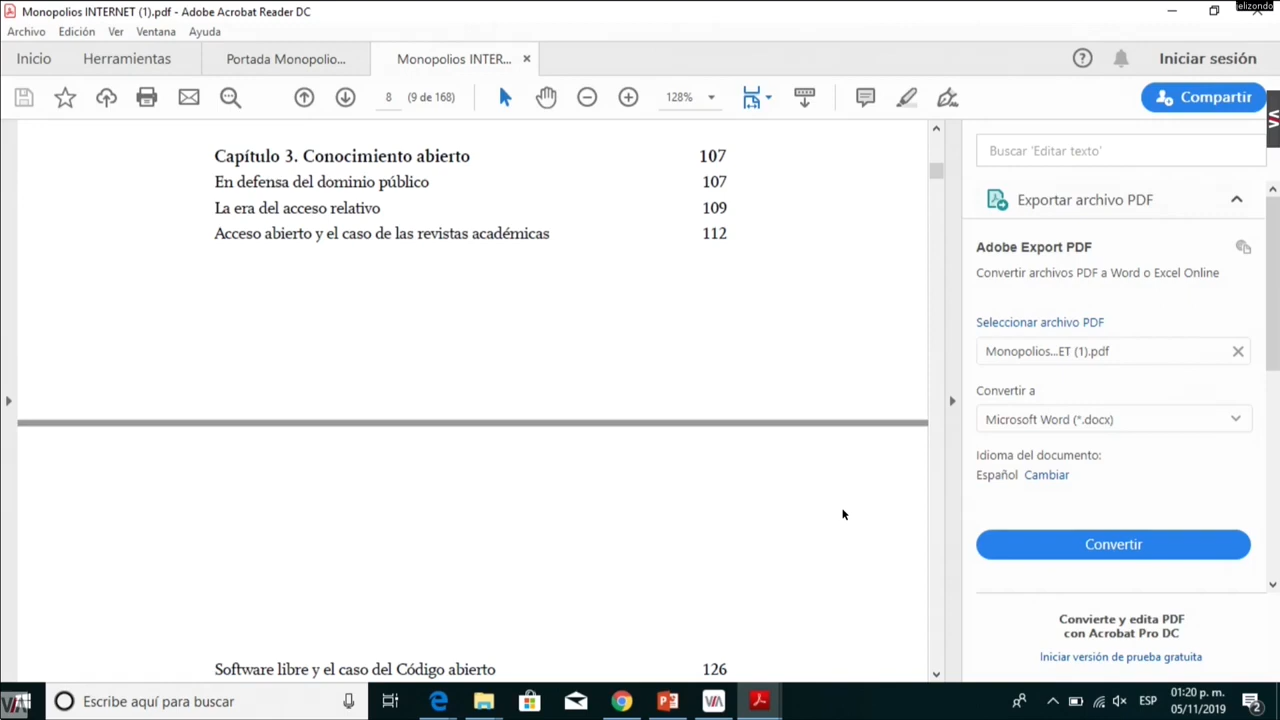 Monopolios INTERNET (1).pdf - Adobe Acrobat Reader DC
elizondo
Archivo Edición Ver Ventana Ayuda
Inicio Herramientas Portada Monopolio... Monopolios INTER... × Iniciar sesión
8 (9 de 168) 128% Compartir
Capítulo 3. Conocimiento abierto 107
En defensa del dominio público 107
La era del acceso relativo 109
Acceso abierto y el caso de las revistas académicas 112
Software libre y el caso del Código abierto 126
Buscar 'Editar texto'
Exportar archivo PDF
Adobe Export PDF
Convertir archivos PDF a Word o Excel Online
Seleccionar archivo PDF
Monopolios...ET (1).pdf
Convertir a
Microsoft Word (*.docx)
Idioma del documento:
Español Cambiar
Convertir
Convierte y edita PDF
con Acrobat Pro DC
Iniciar versión de prueba gratuita
Escribe aquí para buscar
ESP
01:20 p. m.
05/11/2019
2